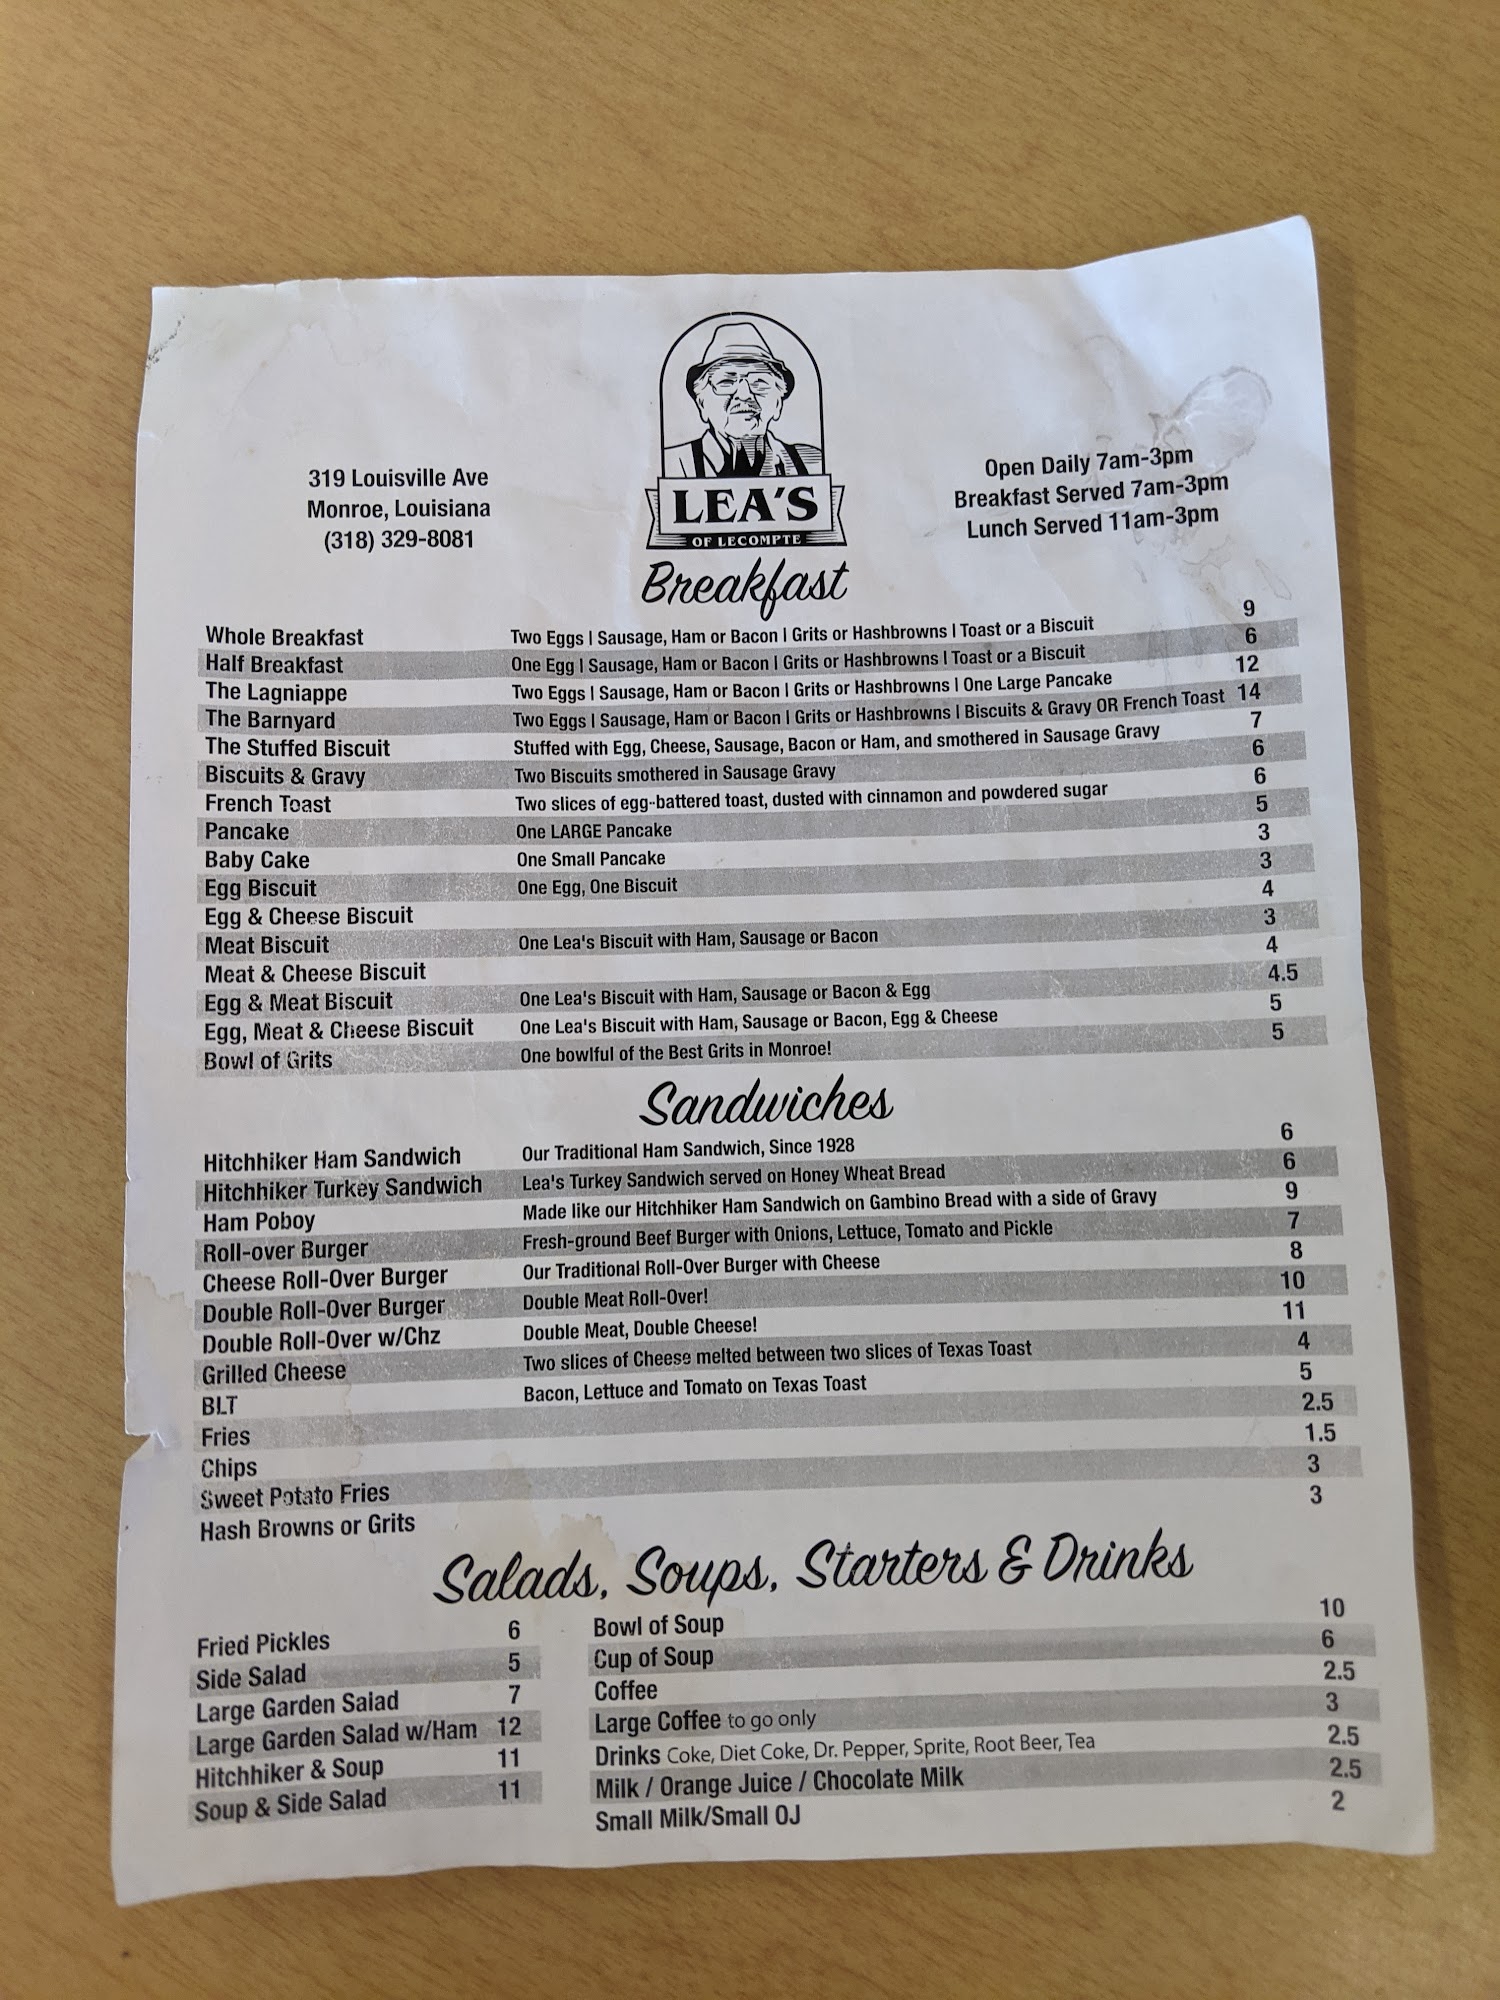 319 Louisville Ave
Monroe, Louisiana
(318) 329-8081
LEA'S
OF LECOMPTE
Open Daily 7am-3pm
Breakfast Served 7am-3pm
Lunch Served 11am-3pm
Breakfast
Whole Breakfast Two Eggs | Sausage, Ham or Bacon | Grits or Hashbrowns | Toast or a Biscuit 9
Half Breakfast One Egg | Sausage, Ham or Bacon | Grits or Hashbrowns | Toast or a Biscuit 6
The Lagniappe Two Eggs | Sausage, Ham or Bacon | Grits or Hashbrowns | One Large Pancake 12
The Barnyard Two Eggs | Sausage, Ham or Bacon | Grits or Hashbrowns | Biscuits & Gravy OR French Toast 14
The Stuffed Biscuit Stuffed with Egg, Cheese, Sausage, Bacon or Ham, and smothered in Sausage Gravy 7
Biscuits & Gravy Two Biscuits smothered in Sausage Gravy 6
French Toast Two slices of egg-battered toast, dusted with cinnamon and powdered sugar 6
Pancake One LARGE Pancake 5
Baby Cake One Small Pancake 3
Egg Biscuit One Egg, One Biscuit 3
Egg & Cheese Biscuit 4
Meat Biscuit One Lea's Biscuit with Ham, Sausage or Bacon 3
Meat & Cheese Biscuit 4
Egg & Meat Biscuit One Lea's Biscuit with Ham, Sausage or Bacon & Egg 4.5
Egg, Meat & Cheese Biscuit One Lea's Biscuit with Ham, Sausage or Bacon, Egg & Cheese 5
Bowl of Grits One bowlful of the Best Grits in Monroe! 5
Sandwiches
Hitchhiker Ham Sandwich Our Traditional Ham Sandwich, Since 1928 6
Hitchhiker Turkey Sandwich Lea's Turkey Sandwich served on Honey Wheat Bread 6
Ham Poboy Made like our Hitchhiker Ham Sandwich on Gambino Bread with a side of Gravy 9
Roll-over Burger Fresh-ground Beef Burger with Onions, Lettuce, Tomato and Pickle 7
Cheese Roll-Over Burger Our Traditional Roll-Over Burger with Cheese 8
Double Roll-Over Burger Double Meat Roll-Over! 10
Double Roll-Over w/Chz Double Meat, Double Cheese! 11
Grilled Cheese Two slices of Cheese melted between two slices of Texas Toast 4
BLT Bacon, Lettuce and Tomato on Texas Toast 5
Fries 2.5
Chips 1.5
Sweet Potato Fries 3
Hash Browns or Grits 3
Salads, Soups, Starters & Drinks
Fried Pickles 6
Side Salad 5
Large Garden Salad 7
Large Garden Salad w/Ham 12
Hitchhiker & Soup 11
Soup & Side Salad 11
Bowl of Soup 10
Cup of Soup 6
Coffee 2.5
Large Coffee to go only 3
Drinks Coke, Diet Coke, Dr. Pepper, Sprite, Root Beer, Tea 2.5
Milk / Orange Juice / Chocolate Milk 2.5
Small Milk/Small OJ 2